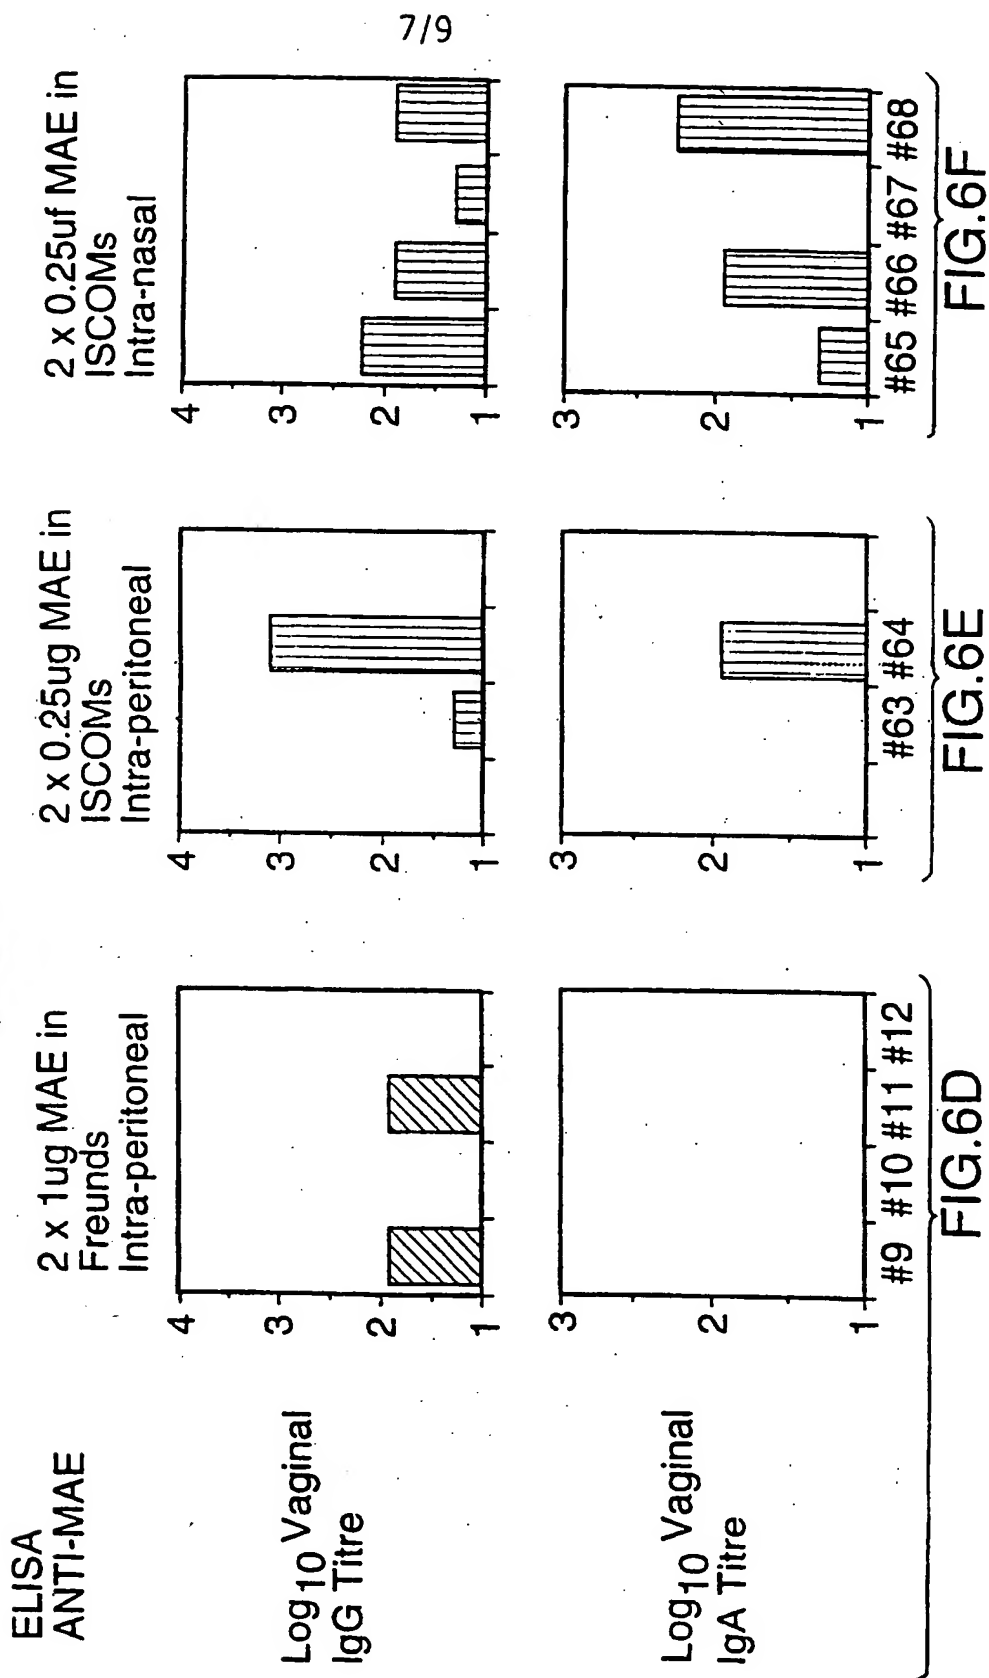 7/9
ELISA
ANTI-MAE
2 x 1ug MAE in
Freunds
Intra-peritoneal
2 x 0.25ug MAE in
ISCOMs
Intra-peritoneal
2 x 0.25uf MAE in
ISCOMs
Intra-nasal
Log10 Vaginal
IgG Titre
4
3
2
1
4
3
2
1
4
3
2
1
Log10 Vaginal
IgA Titre
3
2
1
3
2
1
3
2
1
#9 #10 #11 #12
#63 #64
#65 #66 #67 #68
FIG.6D
FIG.6E
FIG.6F